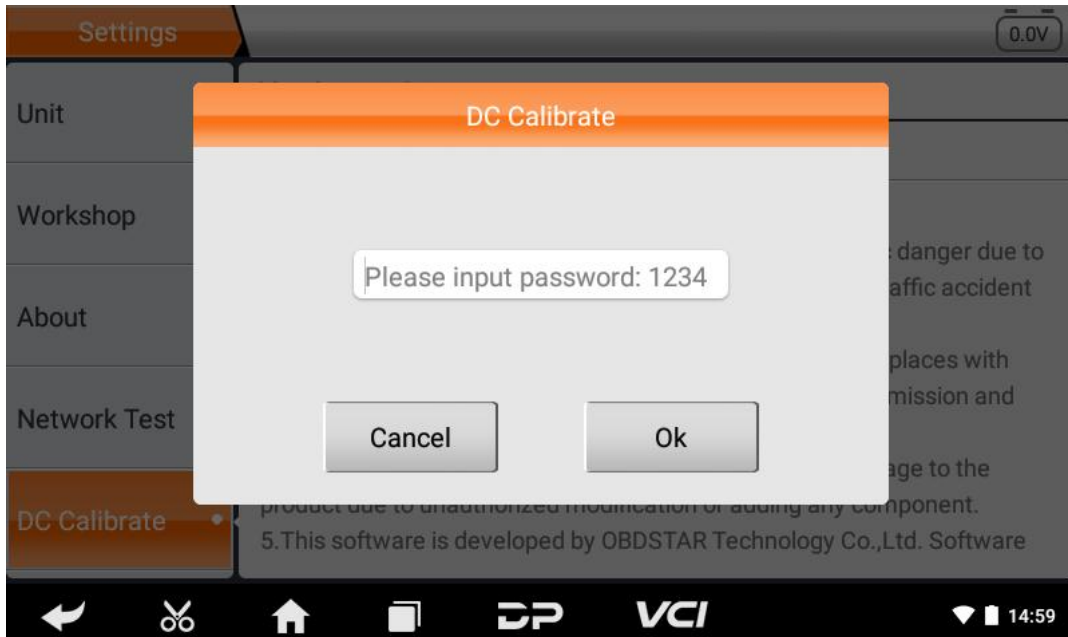 Settings
0.0V
Unit
DC Calibrate
Workshop
danger due to
Please input password: 1234
affic accident
About
places with
mission and
Network Test
Cancel
Ok
age to the
DC Calibrate
product due to unauthorized modification or adding any component.
5.This software is developed by OBDSTAR Technology Co.,Ltd. Software
DP
VCI
14:59